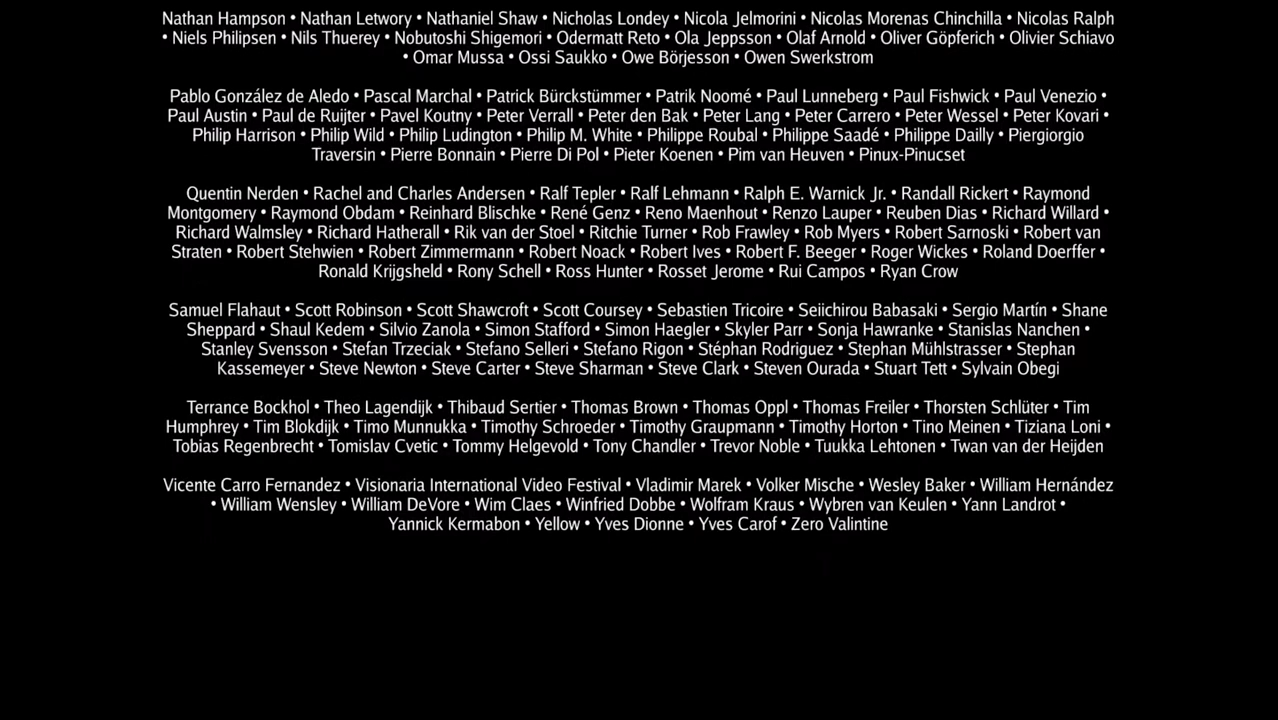 Nathan Hampson • Nathan Letwory • Nathaniel Shaw • Nicholas Londey • Nicola Jelmorini • Nicolas Morenas Chinchilla • Nicolas Ralph
• Niels Philipsen • Nils Thuerey • Nobutoshi Shigemori • Odermatt Reto • Ola Jeppsson • Olaf Arnold • Oliver Göpferich • Olivier Schiavo
• Omar Mussa • Ossi Saukko • Owe Börjesson • Owen Swerkstrom
Pablo González de Aledo • Pascal Marchal • Patrick Bürckstümmer • Patrik Noomé • Paul Lunneberg • Paul Fishwick • Paul Venezio •
Paul Austin • Paul de Ruijter • Pavel Koutny • Peter Verrall • Peter den Bak • Peter Lang • Peter Carrero • Peter Wessel • Peter Kovari •
Philip Harrison • Philip Wild • Philip Ludington • Philip M. White • Philippe Roubal • Philippe Saadé • Philippe Dailly • Piergiorgio
Traversin • Pierre Bonnain • Pierre Di Pol • Pieter Koenen • Pim van Heuven • Pinux-Pinucset
Quentin Nerden • Rachel and Charles Andersen • Ralf Tepler • Ralf Lehmann • Ralph E. Warnick Jr. • Randall Rickert • Raymond
Montgomery • Raymond Obdam • Reinhard Blischke • René Genz • Reno Maenhout • Renzo Lauper • Reuben Dias • Richard Willard •
Richard Walmsley • Richard Hatherall • Rik van der Stoel • Ritchie Turner • Rob Frawley • Rob Myers • Robert Sarnoski • Robert van
Straten • Robert Stehwien • Robert Zimmermann • Robert Noack • Robert Ives • Robert F. Beeger • Roger Wickes • Roland Doerffer •
Ronald Krijgsheld • Rony Schell • Ross Hunter • Rosset Jerome • Rui Campos • Ryan Crow
Samuel Flahaut • Scott Robinson • Scott Shawcroft • Scott Coursey • Sebastien Tricoire • Seiichirou Babasaki • Sergio Martín • Shane
Sheppard • Shaul Kedem • Silvio Zanola • Simon Stafford • Simon Haegler • Skyler Parr • Sonja Hawranke • Stanislas Nanchen •
Stanley Svensson • Stefan Trzeciak • Stefano Selleri • Stefano Rigon • Stéphan Rodriguez • Stephan Mühlstrasser • Stephan
Kassemeyer • Steve Newton • Steve Carter • Steve Sharman • Steve Clark • Steven Ourada • Stuart Tett • Sylvain Obegi
Terrance Bockhol • Theo Lagendijk • Thibaud Sertier • Thomas Brown • Thomas Oppl • Thomas Freiler • Thorsten Schlüter • Tim
Humphrey • Tim Blokdijk • Timo Munnukka • Timothy Schroeder • Timothy Graupmann • Timothy Horton • Tino Meinen • Tiziana Loni •
Tobias Regenbrecht • Tomislav Cvetic • Tommy Helgevold • Tony Chandler • Trevor Noble • Tuukka Lehtonen • Twan van der Heijden
Vicente Carro Fernandez • Visionaria International Video Festival • Vladimir Marek • Volker Mische • Wesley Baker • William Hernández
• William Wensley • William DeVore • Wim Claes • Winfried Dobbe • Wolfram Kraus • Wybren van Keulen • Yann Landrot •
Yannick Kermabon • Yellow • Yves Dionne • Yves Carof • Zero Valintine